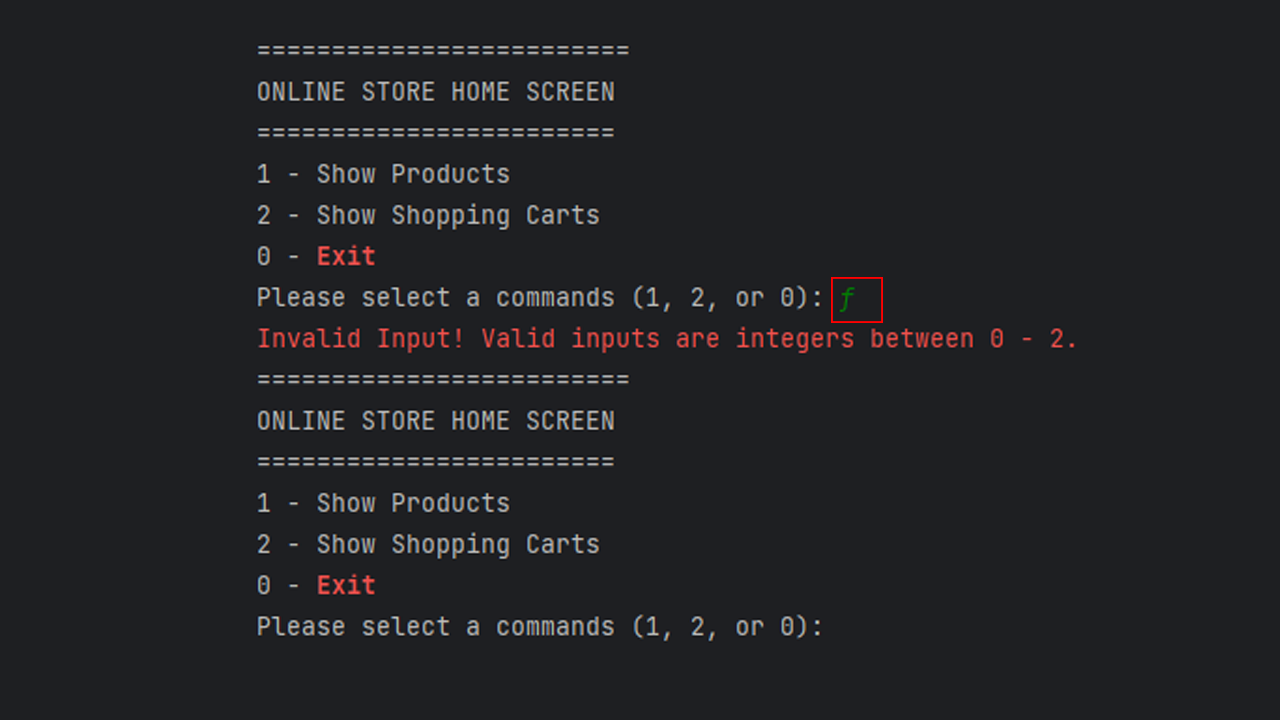 =========================
ONLINE STORE HOME SCREEN
========================
1 - Show Products
2 - Show Shopping Carts
0 - Exit
Please select a commands (1, 2, or 0): f
Invalid Input! Valid inputs are integers between 0 - 2.
=========================
ONLINE STORE HOME SCREEN
========================
1 - Show Products
2 - Show Shopping Carts
0 - Exit
Please select a commands (1, 2, or 0):